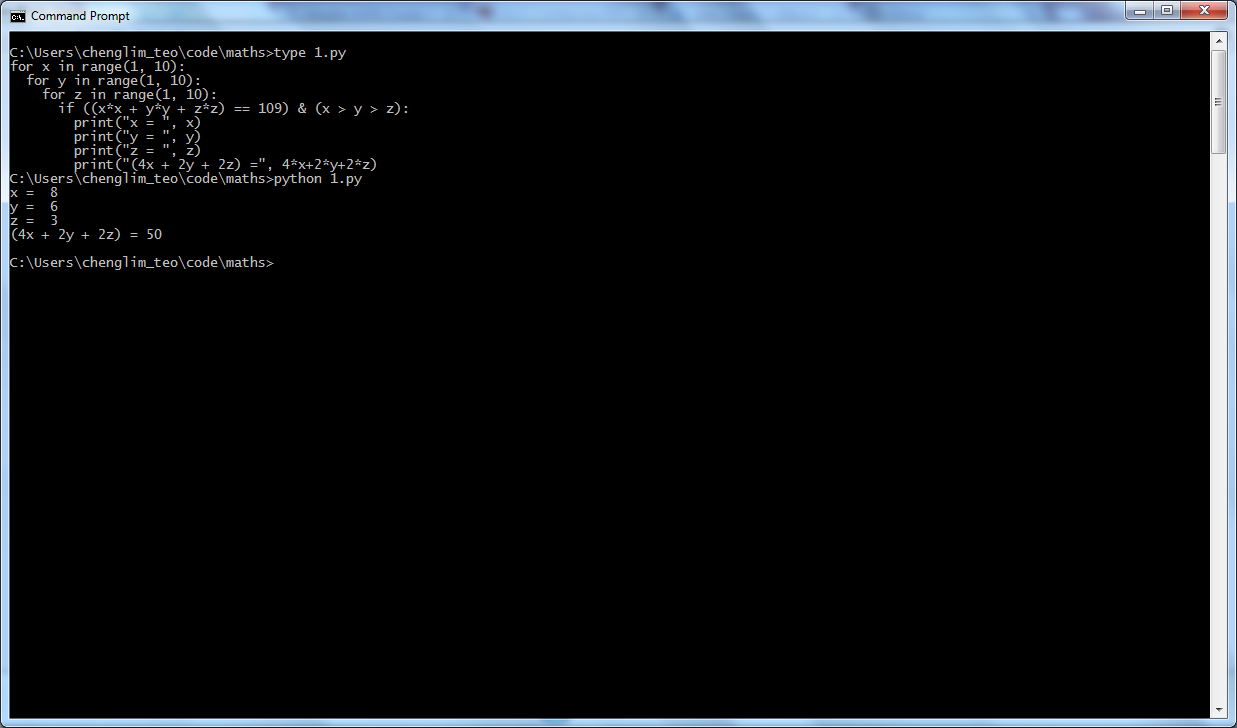 Command Prompt
C:\Users\chenglim_teo\code\maths>type 1.py
for x in range(1, 10):
  for y in range(1, 10):
    for z in range(1, 10):
      if ((x*x + y*y + z*z) == 109) & (x > y > z):
        print("x = ", x)
        print("y = ", y)
        print("z = ", z)
        print("(4x + 2y + 2z) =", 4*x+2*y+2*z)
C:\Users\chenglim_teo\code\maths>python 1.py
x =  8
y =  6
z =  3
(4x + 2y + 2z) = 50
C:\Users\chenglim_teo\code\maths>